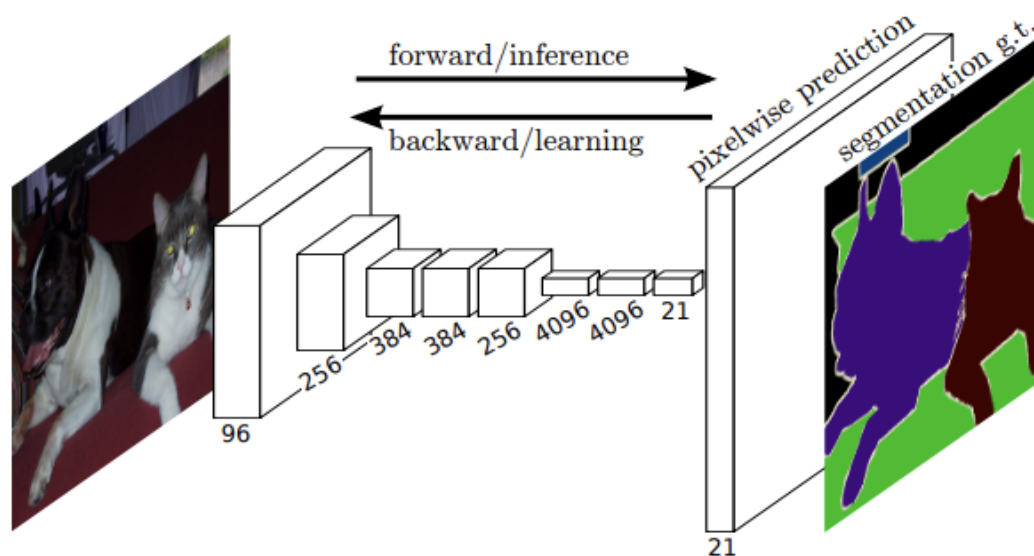 forward/inference
backward/learning
pixelwise prediction
segmentation g.t.
96
256
384
384
256
4096
4096
21
21